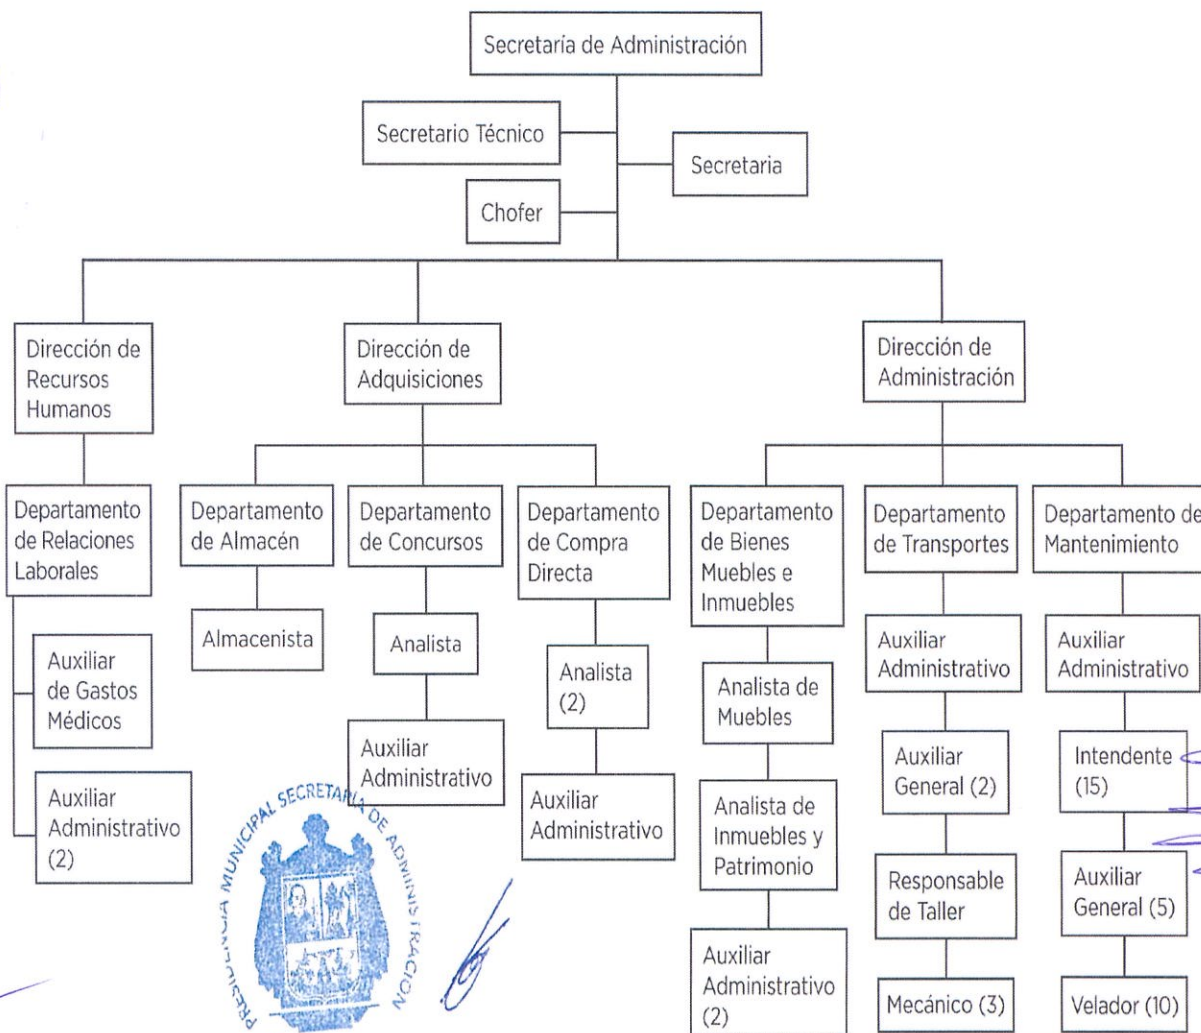 Secretaría de Administración
Secretario Técnico
Secretaria
Chofer
Dirección de
Recursos
Humanos
Dirección de
Adquisiciones
Dirección de
Administración
Departamento
de Relaciones
Laborales
Departamento
de Almacén
Departamento
de Concursos
Departamento
de Compra
Directa
Departamento
de Bienes
Muebles e
Inmuebles
Departamento
de Transportes
Departamento de
Mantenimiento
Auxiliar
de Gastos
Médicos
Auxiliar
Administrativo
(2)
Almacenista
Analista
Auxiliar
Administrativo
Analista
(2)
Auxiliar
Administrativo
Analista de
Muebles
Analista de
Inmuebles y
Patrimonio
Auxiliar
Administrativo
(2)
Auxiliar
Administrativo
Auxiliar
General (2)
Responsable
de Taller
Mecánico (3)
Auxiliar
Administrativo
Intendente
(15)
Auxiliar
General (5)
Velador (10)
PRESIDENCIA MUNICIPAL SECRETARÍA DE ADMINISTRACIÓN